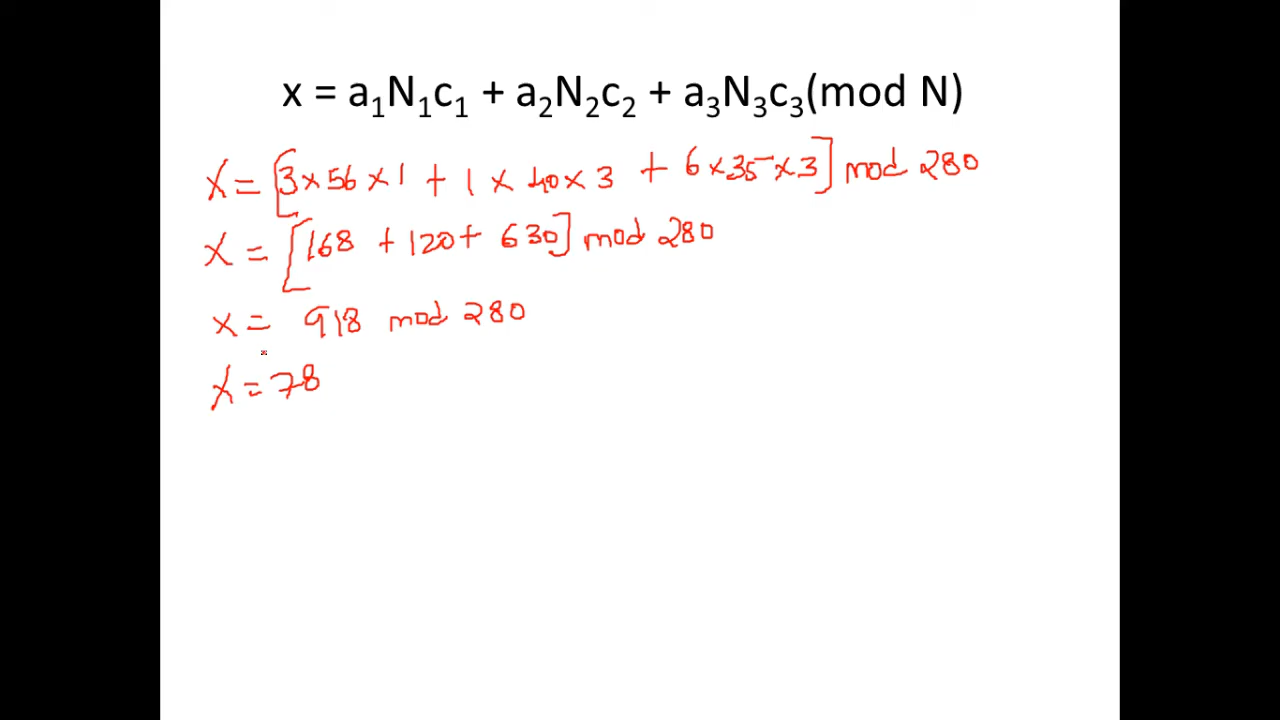 x = a₁N₁c₁ + a₂N₂c₂ + a₃N₃c₃(mod N)
X = [3 × 56 × 1 + 1 × 40 × 3 + 6 × 35 × 3] mod 280
X = [168 + 120 + 630] mod 280
x = 918 mod 280
X = 78